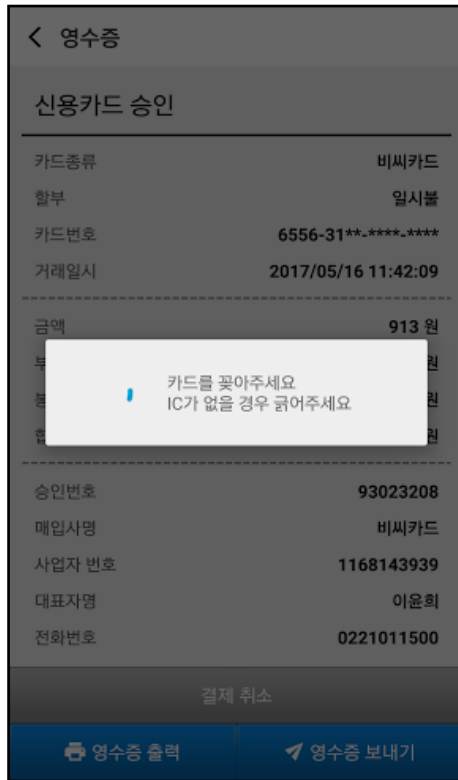 영수증
신용카드 승인
카드종류 비씨카드
할부 일시불
카드번호 6556-31**-****-****
거래일시 2017/05/16 11:42:09
금액 913 원
원
카드를 꽂아주세요
원
IC가 없을 경우 긁어주세요
원
승인번호 93023208
매입사명 비씨카드
사업자 번호 1168143939
대표자명 이윤희
전화번호 0221011500
결제 취소
영수증 출력 영수증 보내기